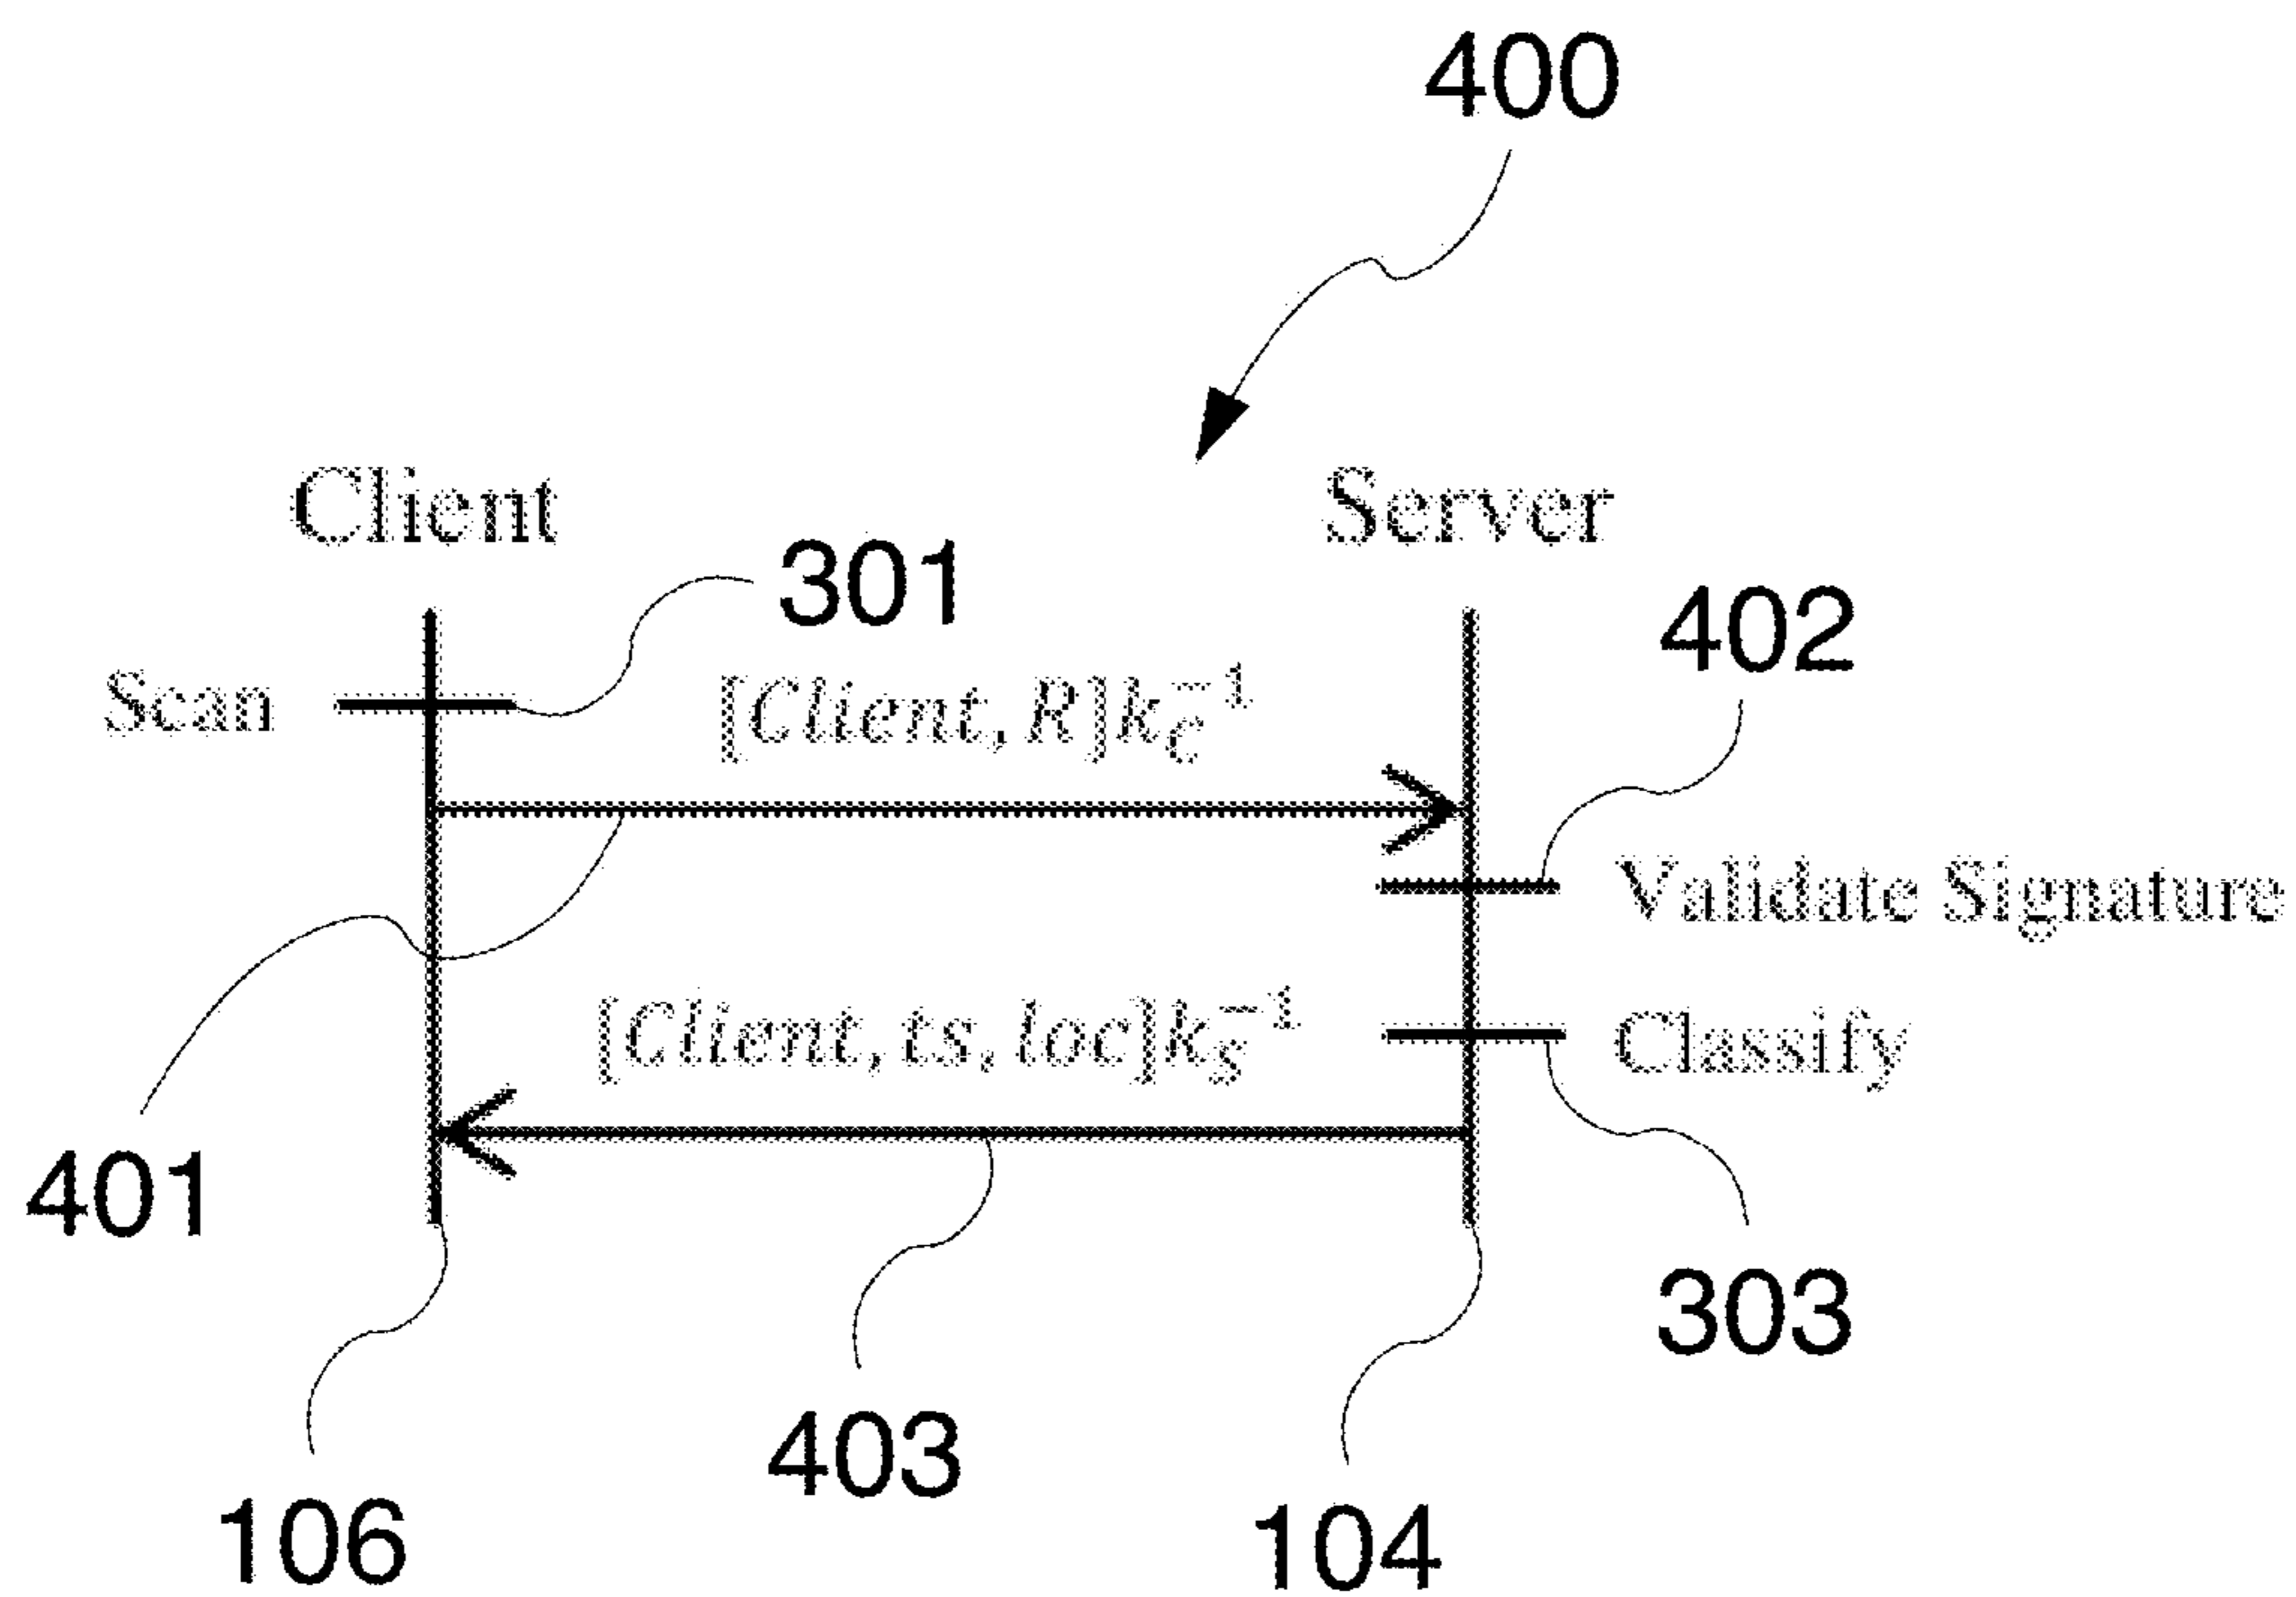 400
Client
Server
301
402
Scan
[Client, R]k_c^{-1}
Validate Signature
[Client, ts, loc]k_s^{-1}
Classify
401
303
403
106
104